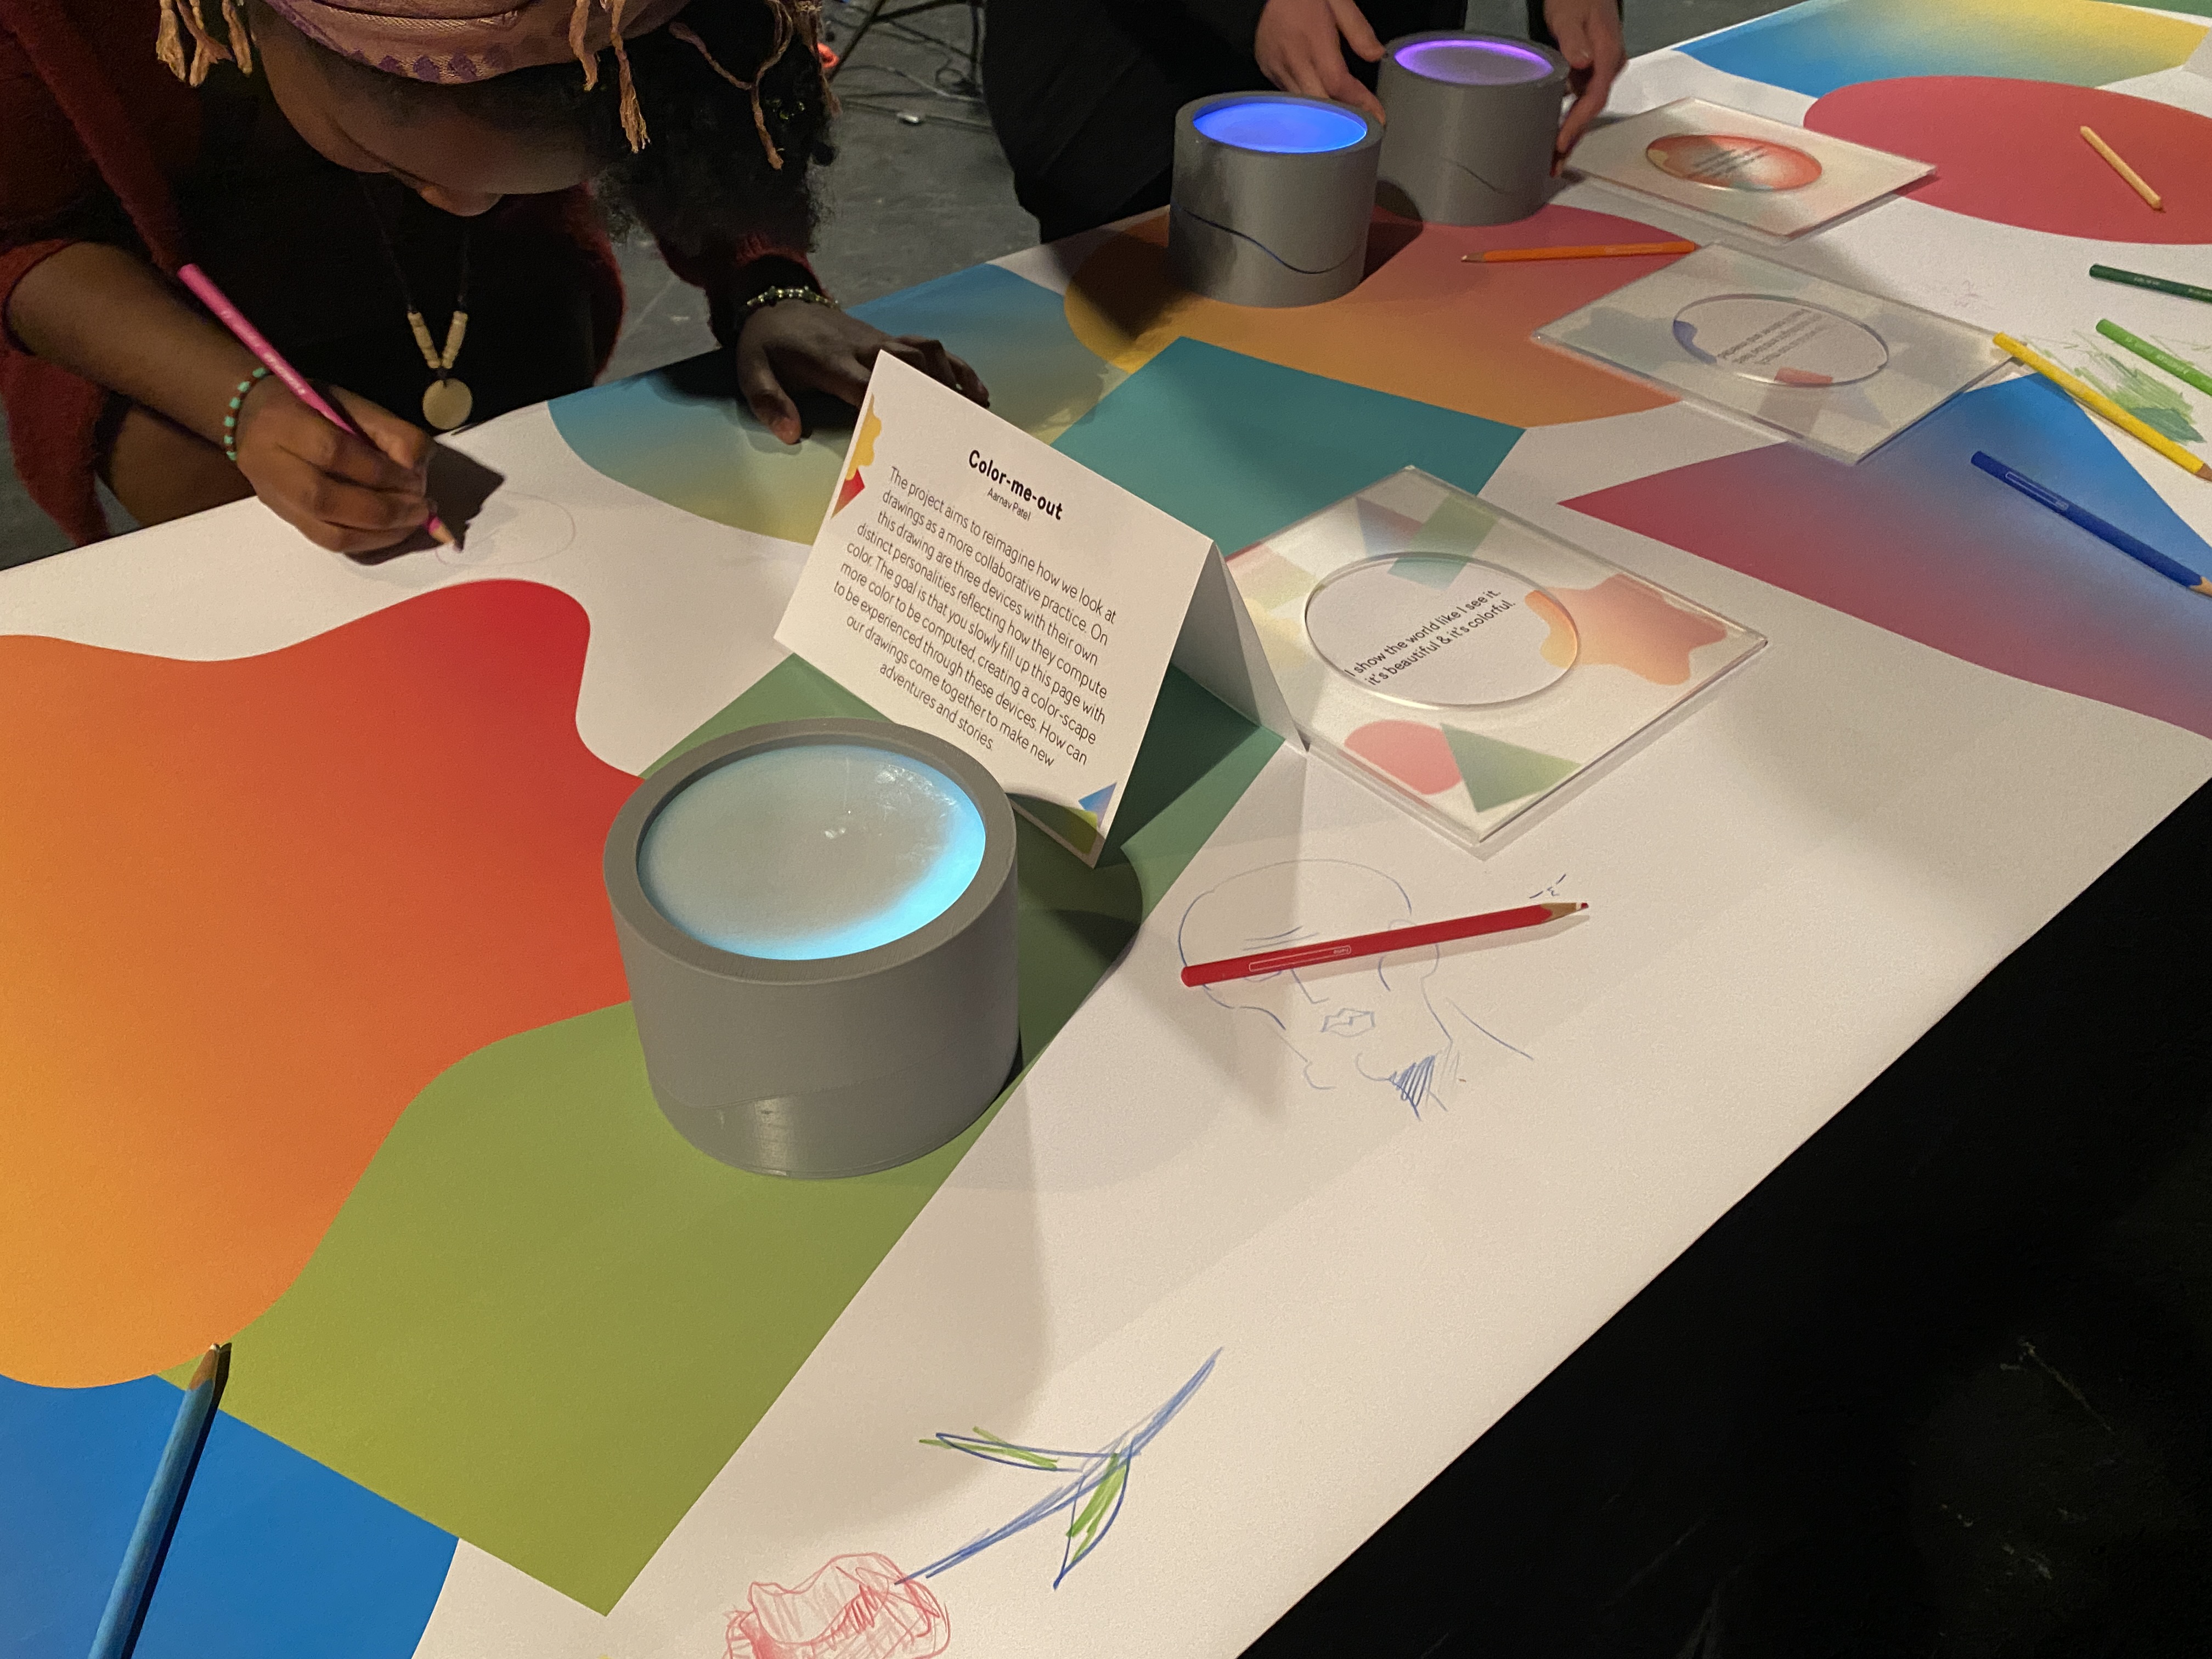 Color-me-out
Aarnav Patel
The project aims to reimagine how we look at
drawings as a more collaborative practice. On
this drawing are three devices with their own
distinct personalities reflecting how they compute
color. The goal is that you slowly fill up this page with
more color to be computed, creating a color-scape
to be experienced through these devices. How can
our drawings come together to make new
adventures and stories.
I show the world like I see it.
it's beautiful & it's colorful.